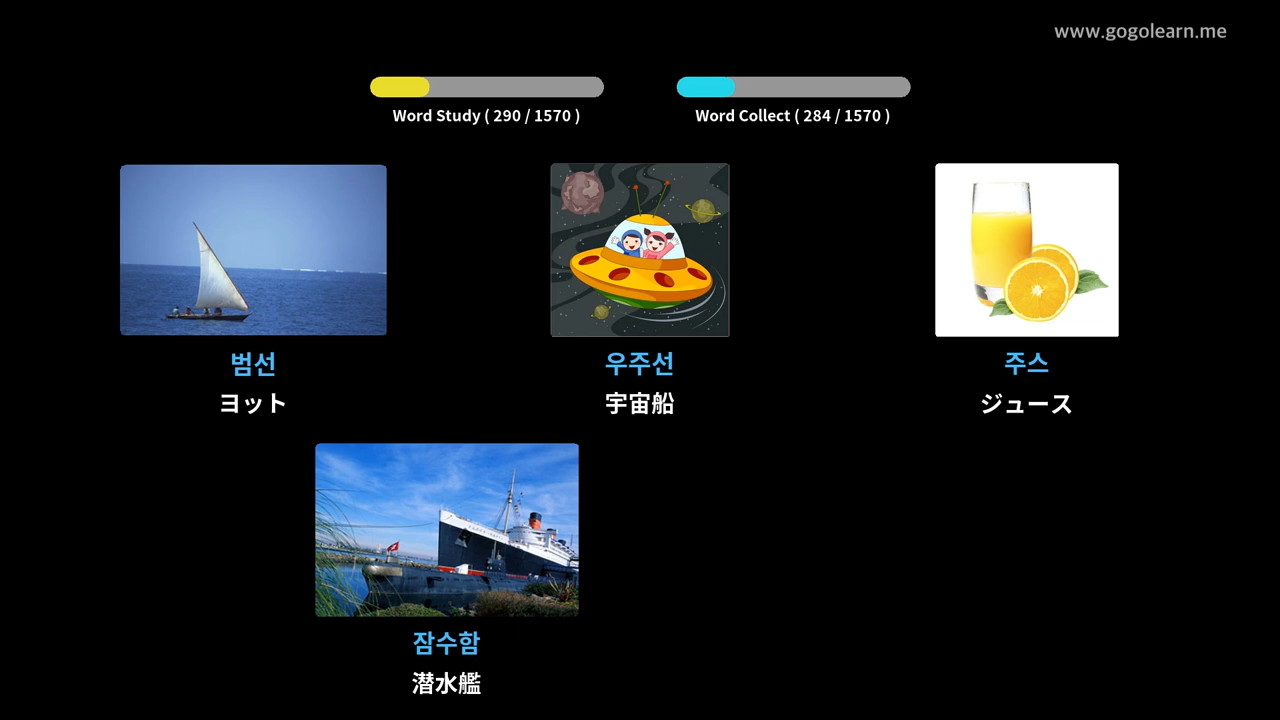 www.gogolearn.me
Word Study ( 290 / 1570 )
Word Collect ( 284 / 1570 )
범선
ヨット
우주선
宇宙船
주스
ジュース
잠수함
潜水艦